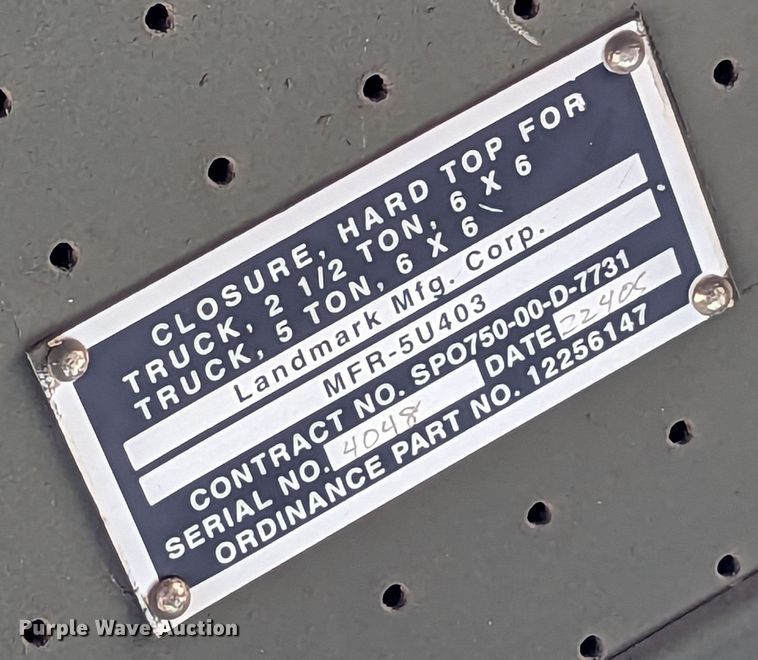 CLOSURE, HARD TOP FOR
TRUCK, 2 1/2 TON, 6 X 6
TRUCK, 5 TON, 6 X 6
Landmark Mfg. Corp.
MFR-5U403
CONTRACT NO. SPO750-00-D-7731
SERIAL NO. 4048 DATE
ORDINANCE PART NO. 12256147
Purple Wave Auction